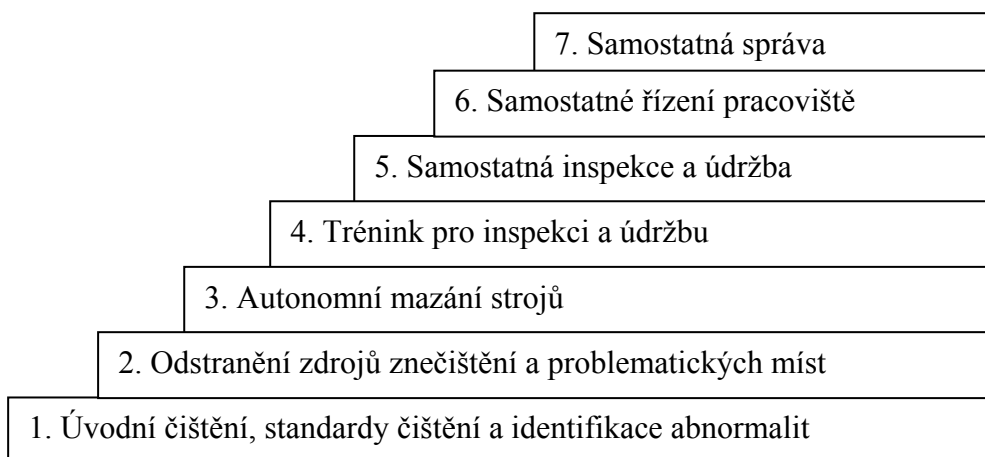 7. Samostatná správa
6. Samostatné řízení pracoviště
5. Samostatná inspekce a údržba
4. Trénink pro inspekci a údržbu
3. Autonomní mazání strojů
2. Odstranění zdrojů znečištění a problematických míst
1. Úvodní čištění, standardy čištění a identifikace abnormalit